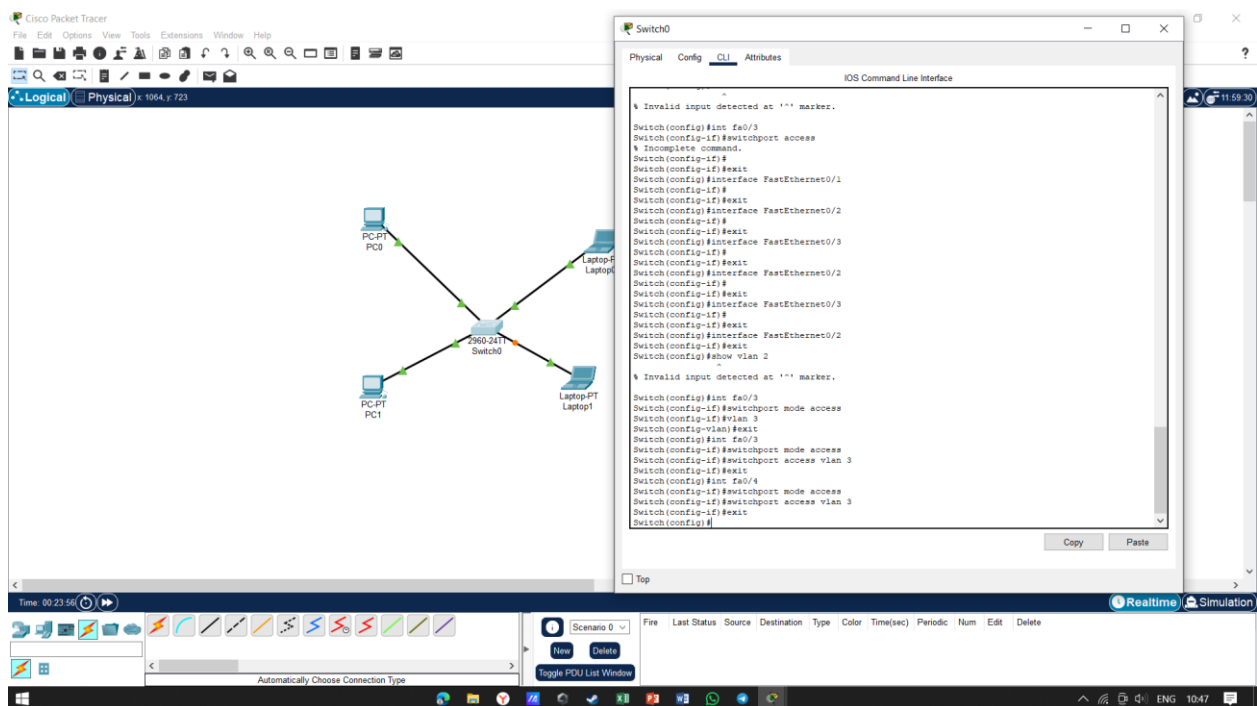 Cisco Packet Tracer
File Edit Options View Tools Extensions Window Help
?
Logical Physical x: 1064, y: 723
11:59:30
PC-PT
PC0
Laptop-P
Laptop0
2960-24TT
Switch0
PC-PT
PC1
Laptop-PT
Laptop1
Switch0
Physical Config CLI Attributes
IOS Command Line Interface
^
% Invalid input detected at '^' marker.
Switch(config)#int fa0/3
Switch(config-if)#switchport access
% Incomplete command.
Switch(config-if)#
Switch(config-if)#exit
Switch(config)#interface FastEthernet0/1
Switch(config-if)#
Switch(config-if)#exit
Switch(config)#interface FastEthernet0/2
Switch(config-if)#
Switch(config-if)#exit
Switch(config)#interface FastEthernet0/3
Switch(config-if)#
Switch(config-if)#exit
Switch(config)#interface FastEthernet0/2
Switch(config-if)#
Switch(config-if)#exit
Switch(config)#interface FastEthernet0/3
Switch(config-if)#
Switch(config-if)#exit
Switch(config)#interface FastEthernet0/2
Switch(config-if)#exit
Switch(config)#show vlan 2
^
% Invalid input detected at '^' marker.
Switch(config)#int fa0/3
Switch(config-if)#switchport mode access
Switch(config-if)#vlan 3
Switch(config-vlan)#exit
Switch(config)#int fa0/3
Switch(config-if)#switchport mode access
Switch(config-if)#switchport access vlan 3
Switch(config-if)#exit
Switch(config)#int fa0/4
Switch(config-if)#switchport mode access
Switch(config-if)#switchport access vlan 3
Switch(config-if)#exit
Switch(config)#
Copy Paste
Top
Time: 00:23:56
Realtime Simulation
Automatically Choose Connection Type
Scenario 0
New Delete
Toggle PDU List Window
Fire Last Status Source Destination Type Color Time(sec) Periodic Num Edit Delete
ENG 10:47